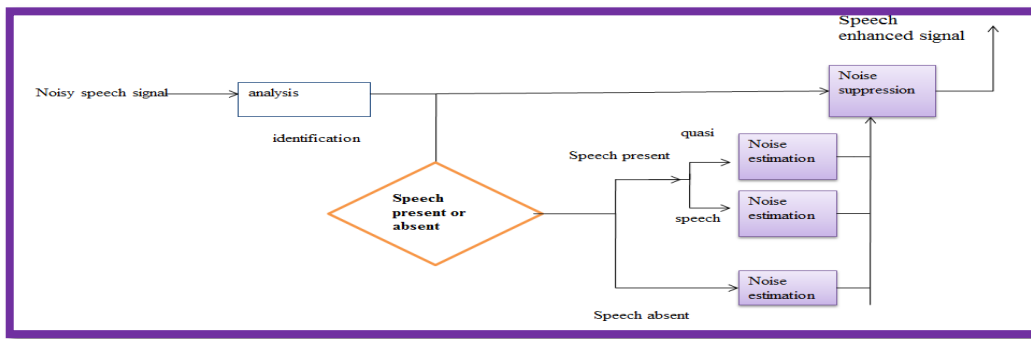 Speech
enhanced signal
Noise
suppression
Noisy speech signal
analysis
identification
quasi
Speech present
Noise
estimation
Speech
present or
absent
speech
Noise
estimation
Noise
estimation
Speech absent